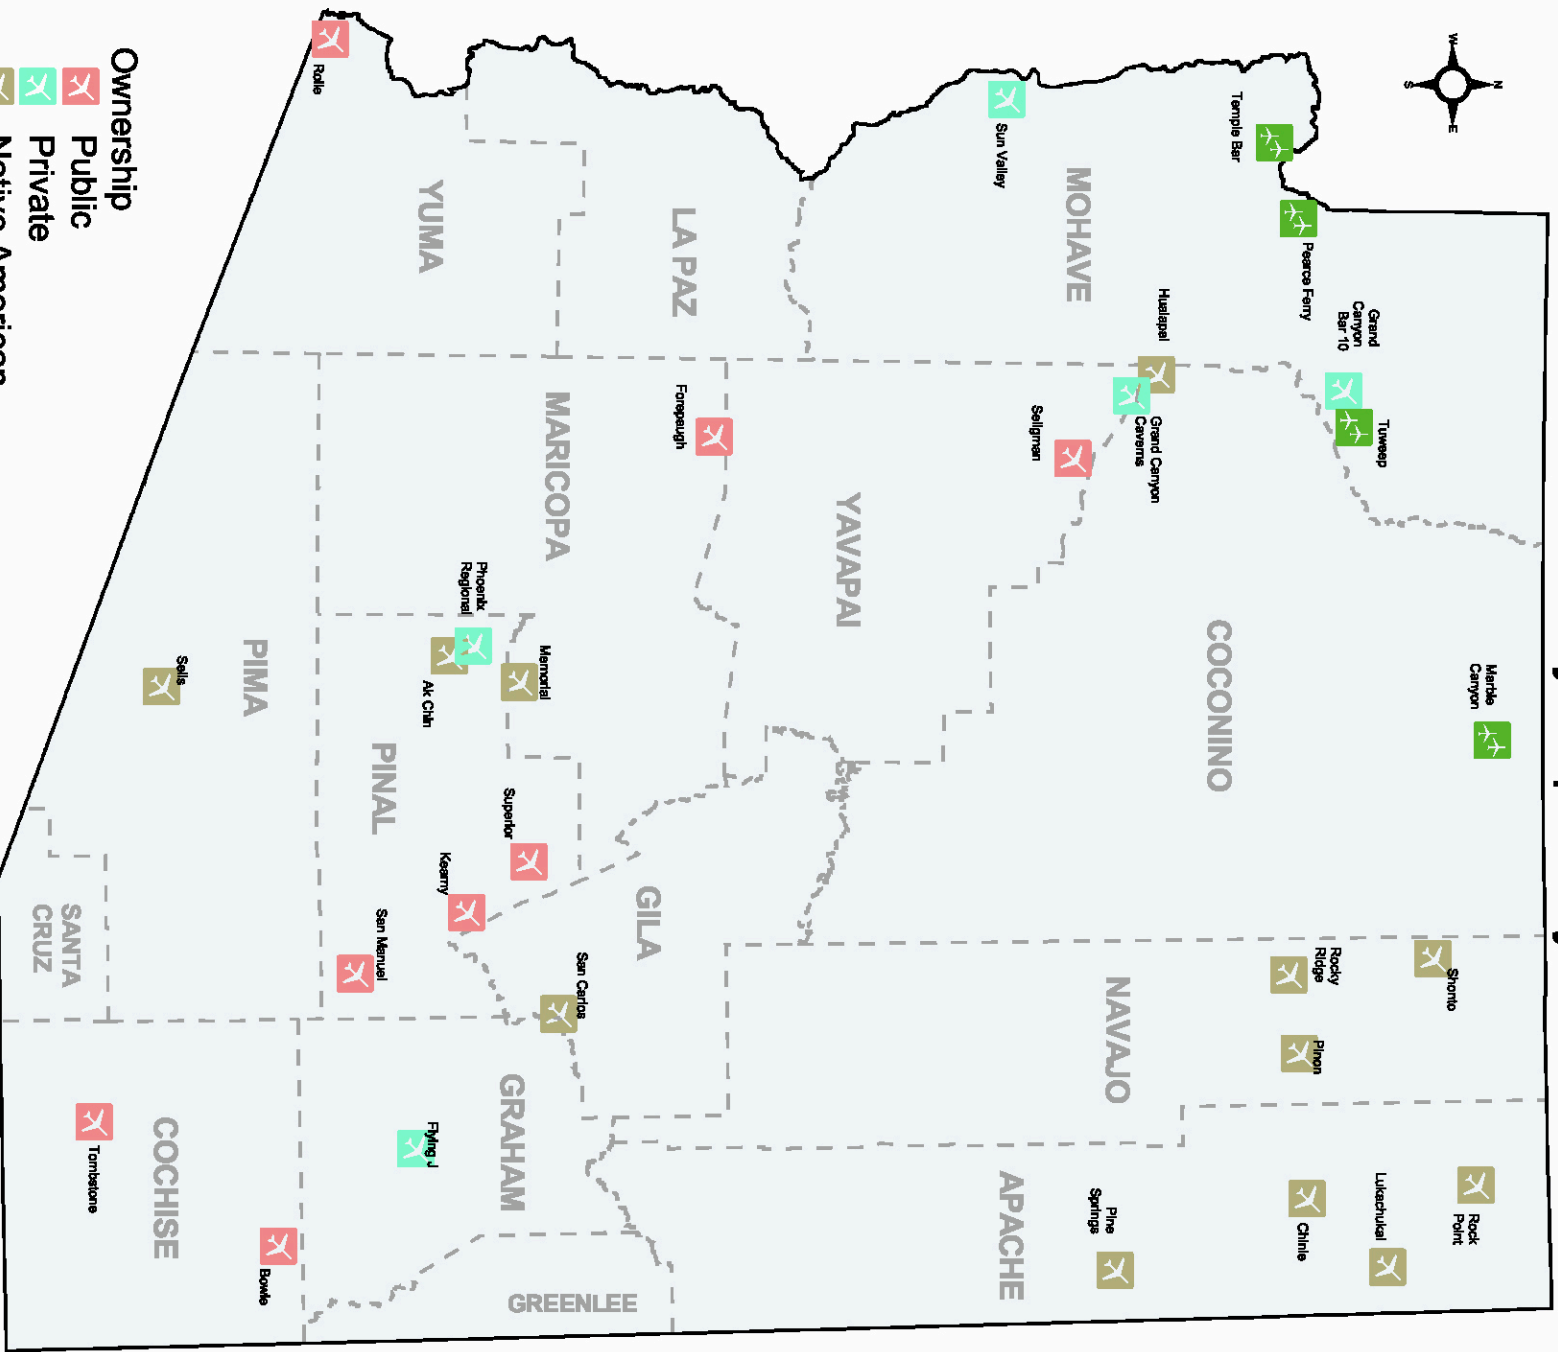 W
N
S
E
Temple Bar
Pearce Ferry
Grand
Canyon
Bar 10
Tuweep
Marble
Canyon
Sun Valley
MOHAVE
Hualapai
Grand Canyon
Caverns
Seligman
COCONINO
Shonto
Rocky
Ridge
Pinon
NAVAJO
Rock
Point
Lukachukai
Chinle
Pine
Springs
APACHE
LA PAZ
YAVAPAI
Forepaugh
YUMA
Rolle
MARICOPA
Phoenix
Regional
Memorial
Ak Chin
PINAL
Superior
Kearny
San Manuel
GILA
San Carlos
GRAHAM
Flying J
GREENLEE
PIMA
Sells
SANTA
CRUZ
COCHISE
Tombstone
Bowie
Ownership
Public
Private
Native American